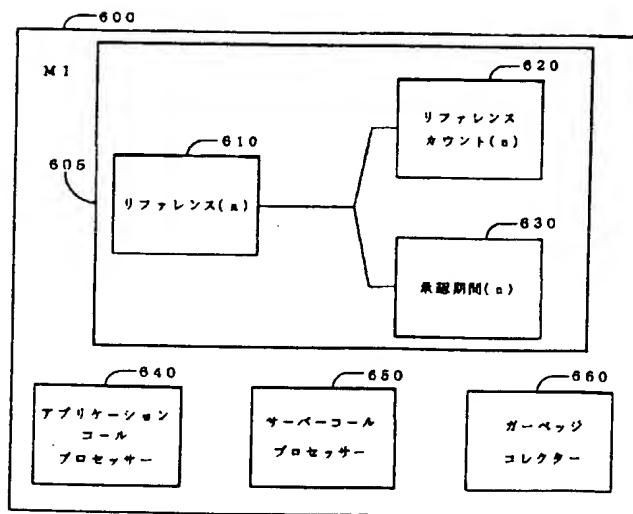 600
MI
620
リファレンス
カウント(n)
610
605
リファレンス(n)
630
承認期間(n)
640
アプリケーション
コール
プロセッサー
650
サーバーコール
プロセッサー
660
ガーベッジ
コレクター